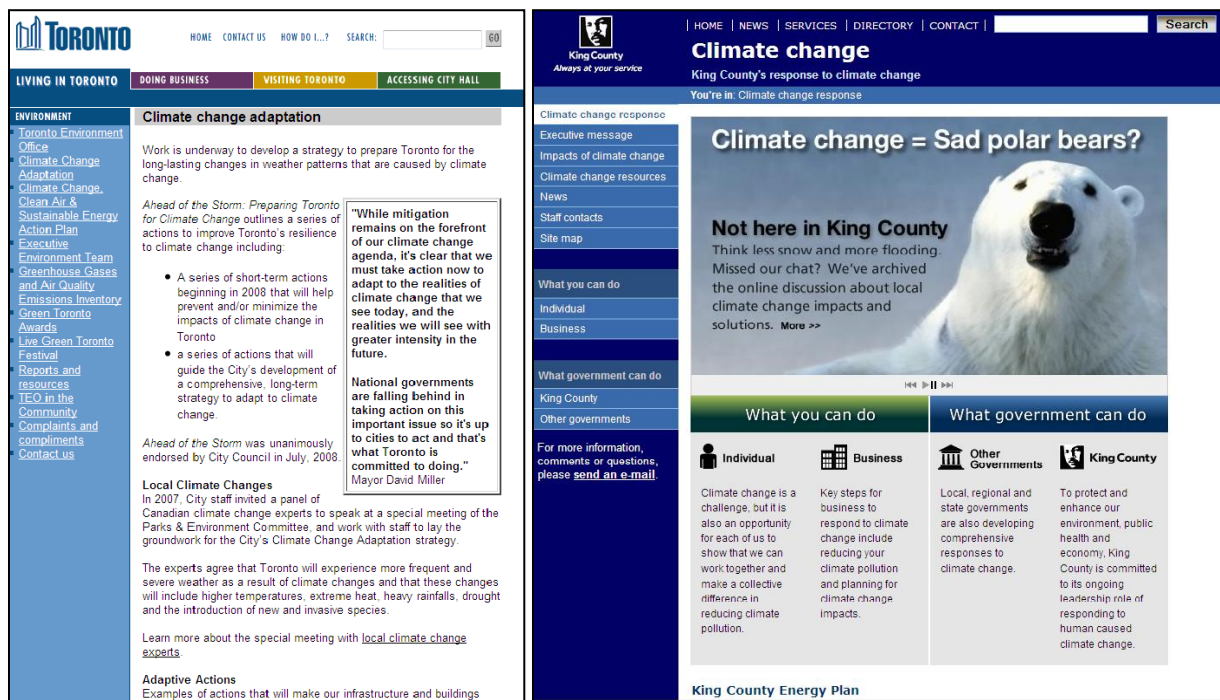 TORONTO
HOME CONTACT US HOW DO I...? SEARCH: GO
LIVING IN TORONTO
DOING BUSINESS
VISITING TORONTO
ACCESSING CITY HALL
ENVIRONMENT
Toronto Environment
Office
Climate Change
Adaptation
Climate Change,
Clean Air &
Sustainable Energy
Action Plan
Executive
Environment Team
Greenhouse Gases
and Air Quality
Emissions Inventory
Green Toronto
Awards
Live Green Toronto
Festival
Reports and
resources
TEO in the
Community
Complaints and
compliments
Contact us
Climate change adaptation
Work is underway to develop a strategy to prepare Toronto for the
long-lasting changes in weather patterns that are caused by climate
change.
Ahead of the Storm: Preparing Toronto
for Climate Change outlines a series of
actions to improve Toronto's resilience
to climate change including:
• A series of short-term actions
beginning in 2008 that will help
prevent and/or minimize the
impacts of climate change in
Toronto
• a series of actions that will
guide the City's development of
a comprehensive, long-term
strategy to adapt to climate
change.
Ahead of the Storm was unanimously
endorsed by City Council in July, 2008.
"While mitigation
remains on the forefront
of our climate change
agenda, it's clear that we
must take action now to
adapt to the realities of
climate change that we
see today, and the
realities we will see with
greater intensity in the
future.
National governments
are falling behind in
taking action on this
important issue so it's up
to cities to act and that's
what Toronto is
committed to doing."
Mayor David Miller
Local Climate Changes
In 2007, City staff invited a panel of
Canadian climate change experts to speak at a special meeting of the
Parks & Environment Committee, and work with staff to lay the
groundwork for the City's Climate Change Adaptation strategy.
The experts agree that Toronto will experience more frequent and
severe weather as a result of climate changes and that these changes
will include higher temperatures, extreme heat, heavy rainfalls, drought
and the introduction of new and invasive species.
Learn more about the special meeting with local climate change
experts.
Adaptive Actions
Examples of actions that will make our infrastructure and buildings
King County
Always at your service
| HOME | NEWS | SERVICES | DIRECTORY | CONTACT | Search
Climate change
King County's response to climate change
You're in: Climate change response
Climate change response
Executive message
Impacts of climate change
Climate change resources
News
Staff contacts
Site map
What you can do
Individual
Business
What government can do
King County
Other governments
For more information,
comments or questions,
please send an e-mail.
Climate change = Sad polar bears?
Not here in King County
Think less snow and more flooding.
Missed our chat? We've archived
the online discussion about local
climate change impacts and
solutions. More >>
What you can do
What government can do
Individual
Climate change is a
challenge, but it is
also an opportunity
for each of us to
show that we can
work together and
make a collective
difference in
reducing climate
pollution.
Business
Key steps for
business to
respond to climate
change include
reducing your
climate pollution
and planning for
climate change
impacts.
Other
Governments
Local, regional and
state governments
are also developing
comprehensive
responses to
climate change.
King County
To protect and
enhance our
environment, public
health and
economy, King
County is committed
to its ongoing
leadership role of
responding to
human caused
climate change.
King County Energy Plan